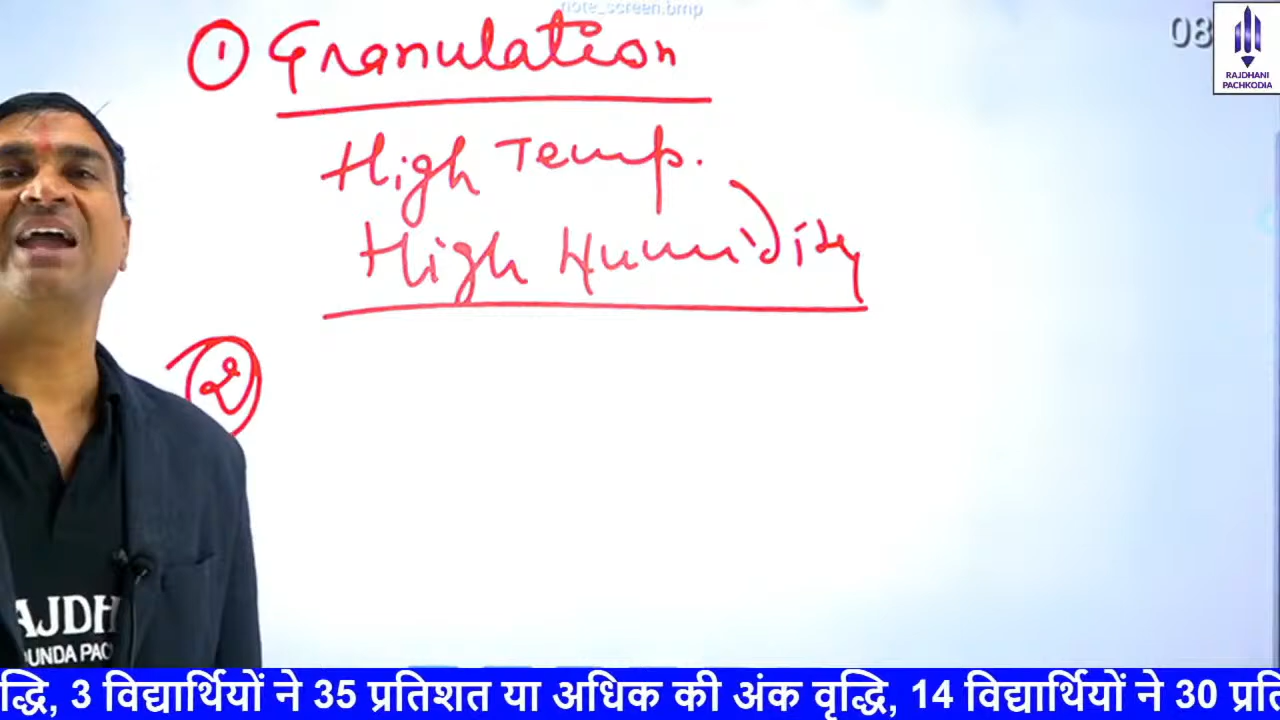 note_screen.bmp
08
RAJDHANI
PACHKODIA
① Granulation
High Temp.
High Humidity
②
AJDH
UNDA PAC
द्धि, 3 विद्यार्थियों ने 35 प्रतिशत या अधिक की अंक वृद्धि, 14 विद्यार्थियों ने 30 प्रति